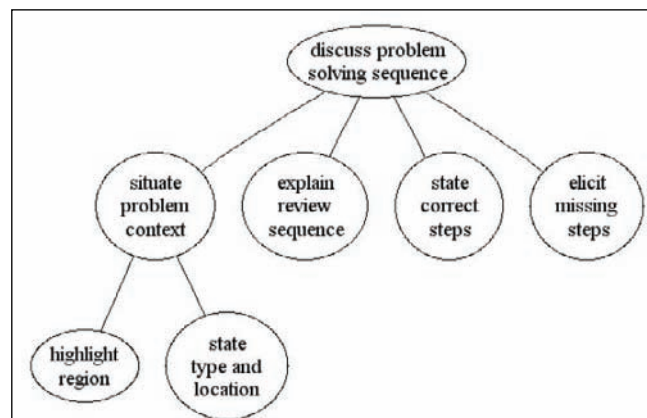 discuss problem
solving sequence
situate
problem
context
explain
review
sequence
state
correct
steps
elicit
missing
steps
highlight
region
state
type and
location